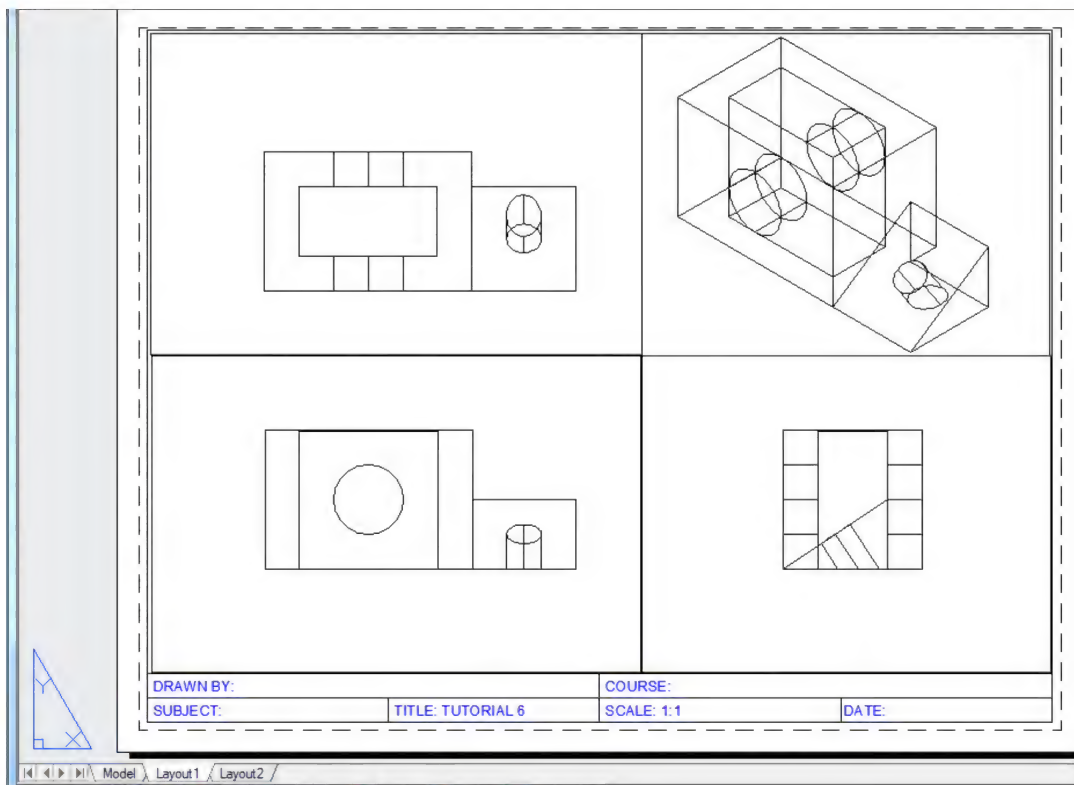 DRAWN BY: COURSE:
SUBJECT: TITLE: TUTORIAL 6 SCALE: 1:1 DATE:
Y
X
Model Layout1 Layout2